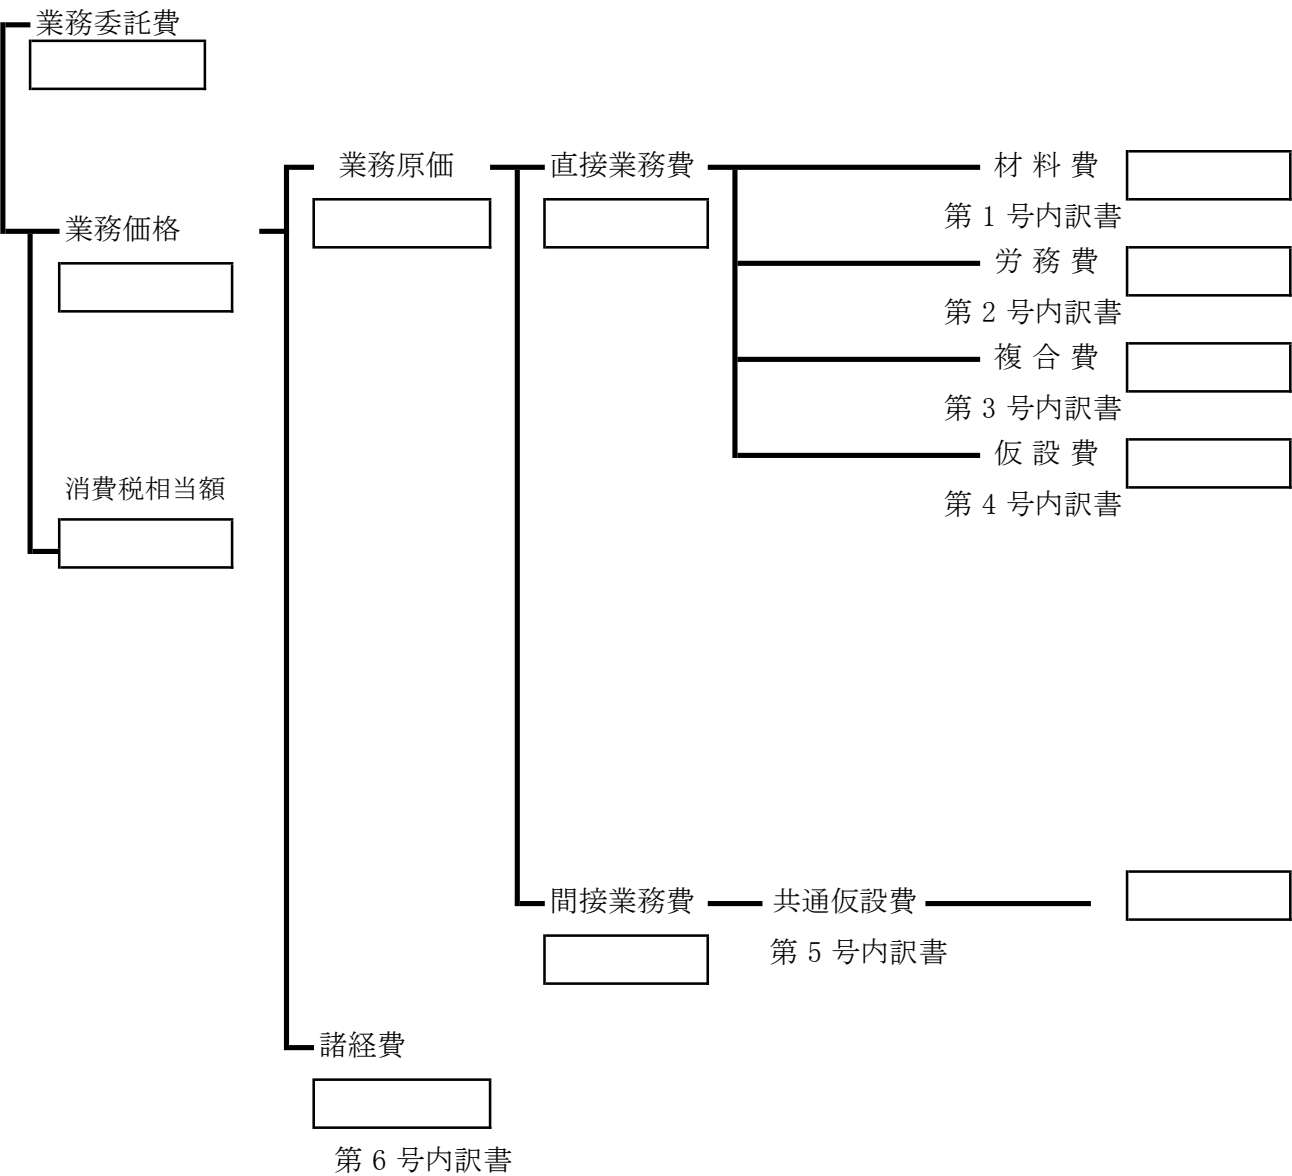 業務委託費
業務原価
直接業務費
材 料 費
第 1 号内訳書
業務価格
労 務 費
第 2 号内訳書
複 合 費
第 3 号内訳書
仮 設 費
消費税相当額
第 4 号内訳書
間接業務費
共通仮設費
第 5 号内訳書
諸経費
第 6 号内訳書